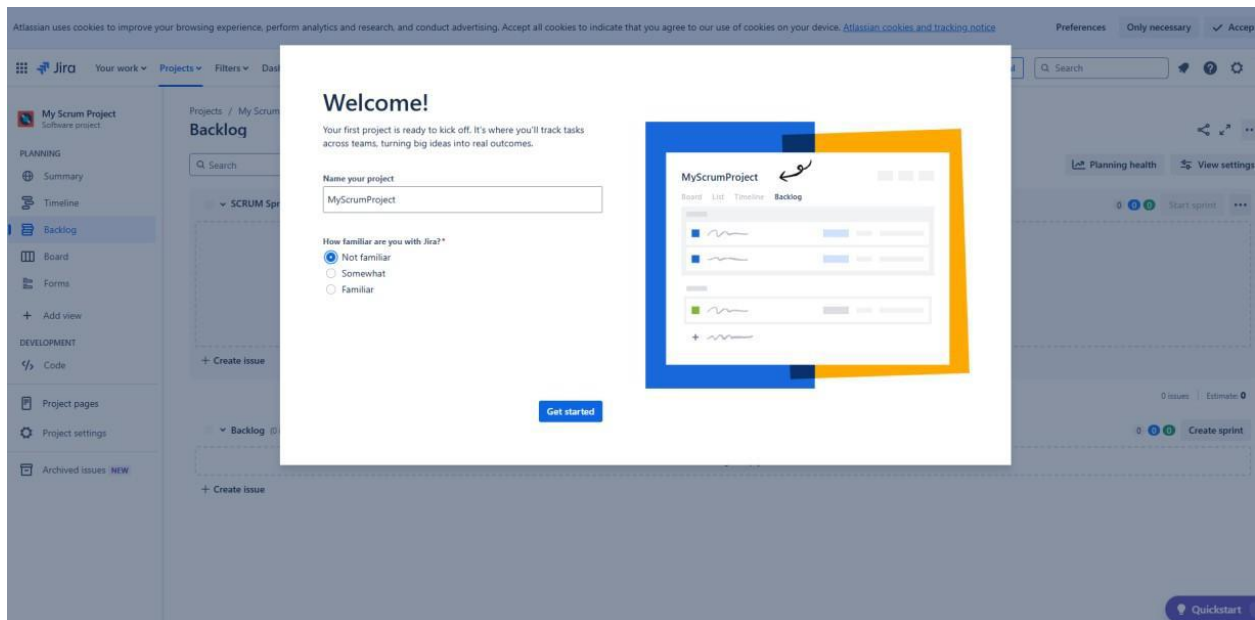 Atlassian uses cookies to improve your browsing experience, perform analytics and research, and conduct advertising. Accept all cookies to indicate that you agree to our use of cookies on your device. Atlassian cookies and tracking notice
Preferences
Only necessary
Accep
Jira
Your work
Projects
Filters
Das
Search
My Scrum Project
Software project
Projects / My Scrum
Backlog
PLANNING
Summary
Timeline
Backlog
Board
Forms
Add view
DEVELOPMENT
Code
Project pages
Project settings
Archived issues NEW
Search
Planning health
View settings
SCRUM Spr
0 0 0
Start sprint
+ Create issue
Welcome!
Your first project is ready to kick off. It's where you'll track tasks
across teams, turning big ideas into real outcomes.
Name your project
MyScrumProject
How familiar are you with Jira?*
Not familiar
Somewhat
Familiar
Get started
MyScrumProject
Board List Timeline Backlog
0 issues Estimate: 0
Backlog (0
0 0 0
Create sprint
+ Create issue
Quickstart